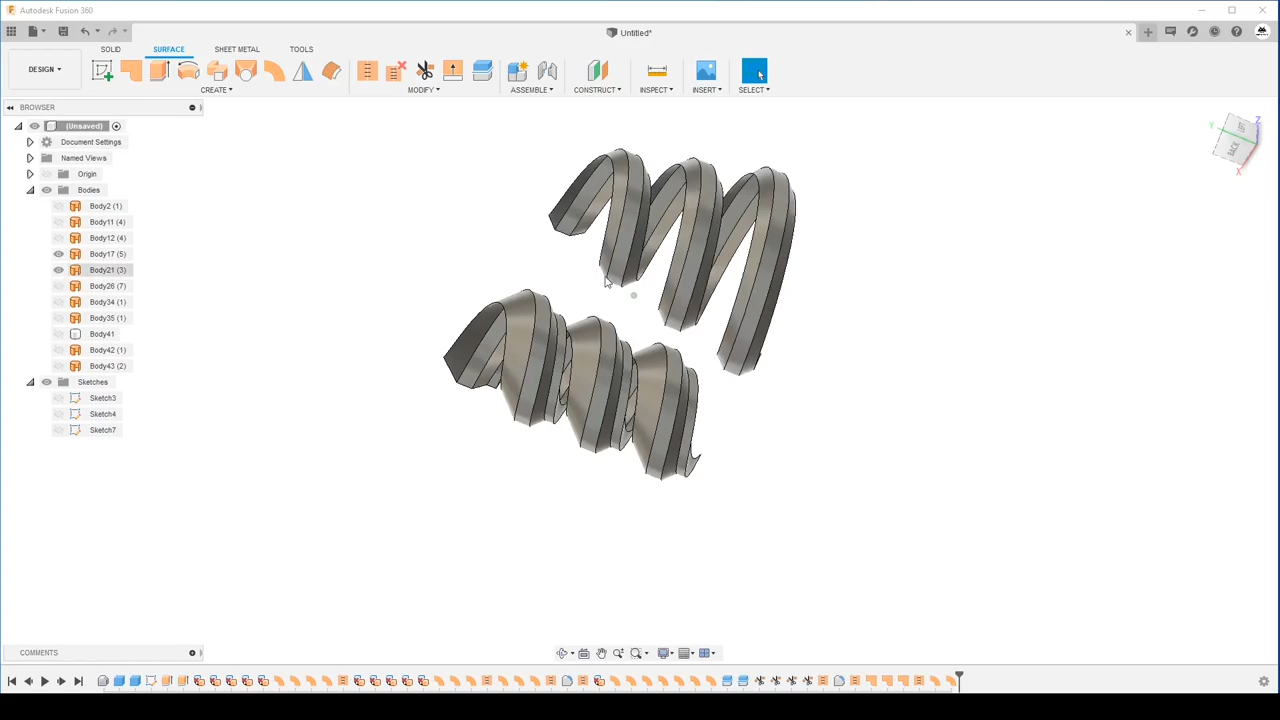 Autodesk Fusion 360
Untitled*
SOLID SURFACE SHEET METAL TOOLS
DESIGN
CREATE MODIFY ASSEMBLE CONSTRUCT INSPECT INSERT SELECT
BROWSER
(Unsaved)
Document Settings
Named Views
Origin
Bodies
Body2 (1)
Body11 (4)
Body12 (4)
Body17 (5)
Body21 (3)
Body26 (7)
Body34 (1)
Body35 (1)
Body41
Body42 (1)
Body43 (2)
Sketches
Sketch3
Sketch4
Sketch7
Z
Y
LEFT
BACK
X
COMMENTS